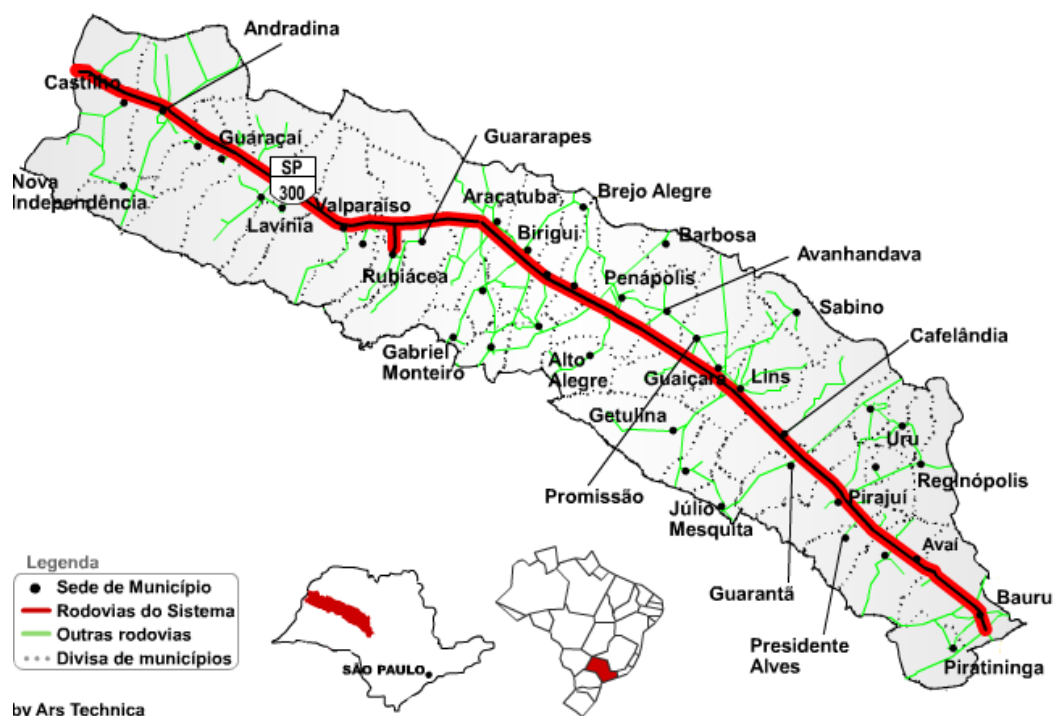 Andradina
Castilho
Guararapes
Guaraçaí
SP
300
Nova
Independência
Araçatuba
Brejo Alegre
Valparaíso
Lavínia
Birigui
Barbosa
Avanhandava
Rubiácea
Penápolis
Sabino
Cafelândia
Gabriel
Monteiro
Alto
Alegre
Guaiçara
Lins
Getulina
Uru
Reginópolis
Promissão
Pirajuí
Júlio
Mesquita
Avaí
Guarantã
Bauru
Presidente
Alves
Piratininga
Legenda
Sede de Município
Rodovias do Sistema
Outras rodovias
Divisa de municípios
SÃO PAULO
by Ars Technica